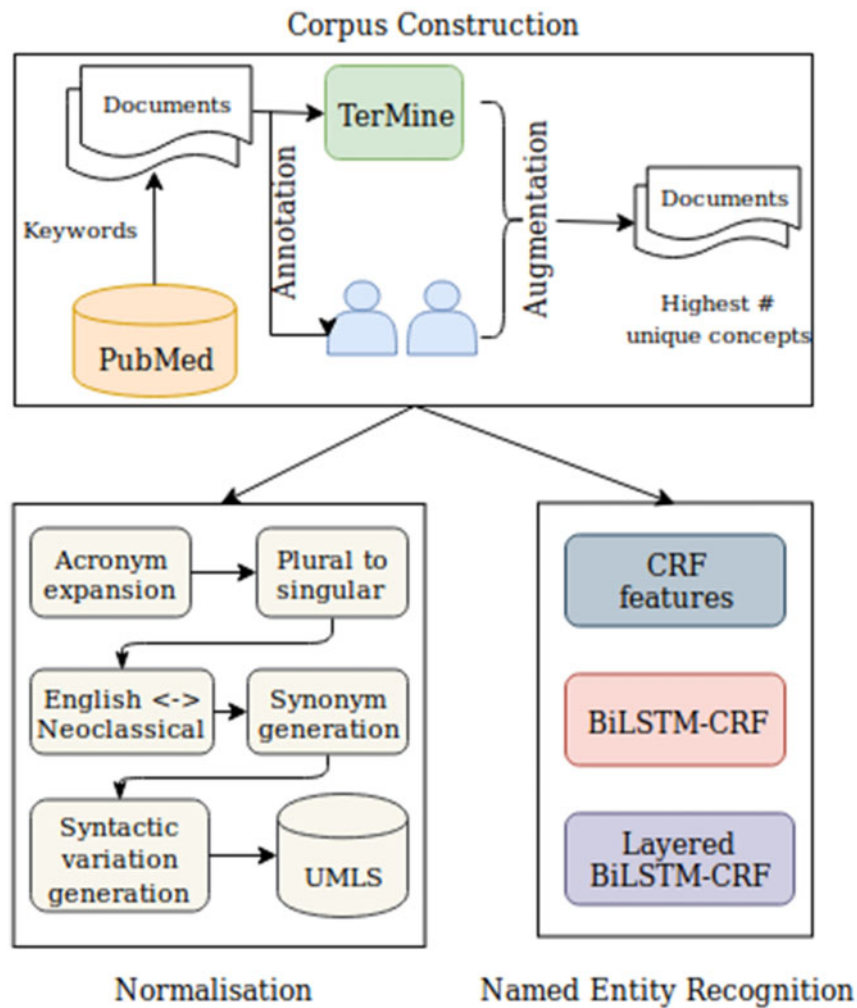 Corpus Construction
Documents
TerMine
Keywords
Annotation
Augmentation
Documents
PubMed
Highest #
unique concepts
Acronym
expansion
Plural to
singular
English <->
Neoclassical
Synonym
generation
Syntactic
variation
generation
UMLS
Normalisation
CRF
features
BiLSTM-CRF
Layered
BiLSTM-CRF
Named Entity Recognition